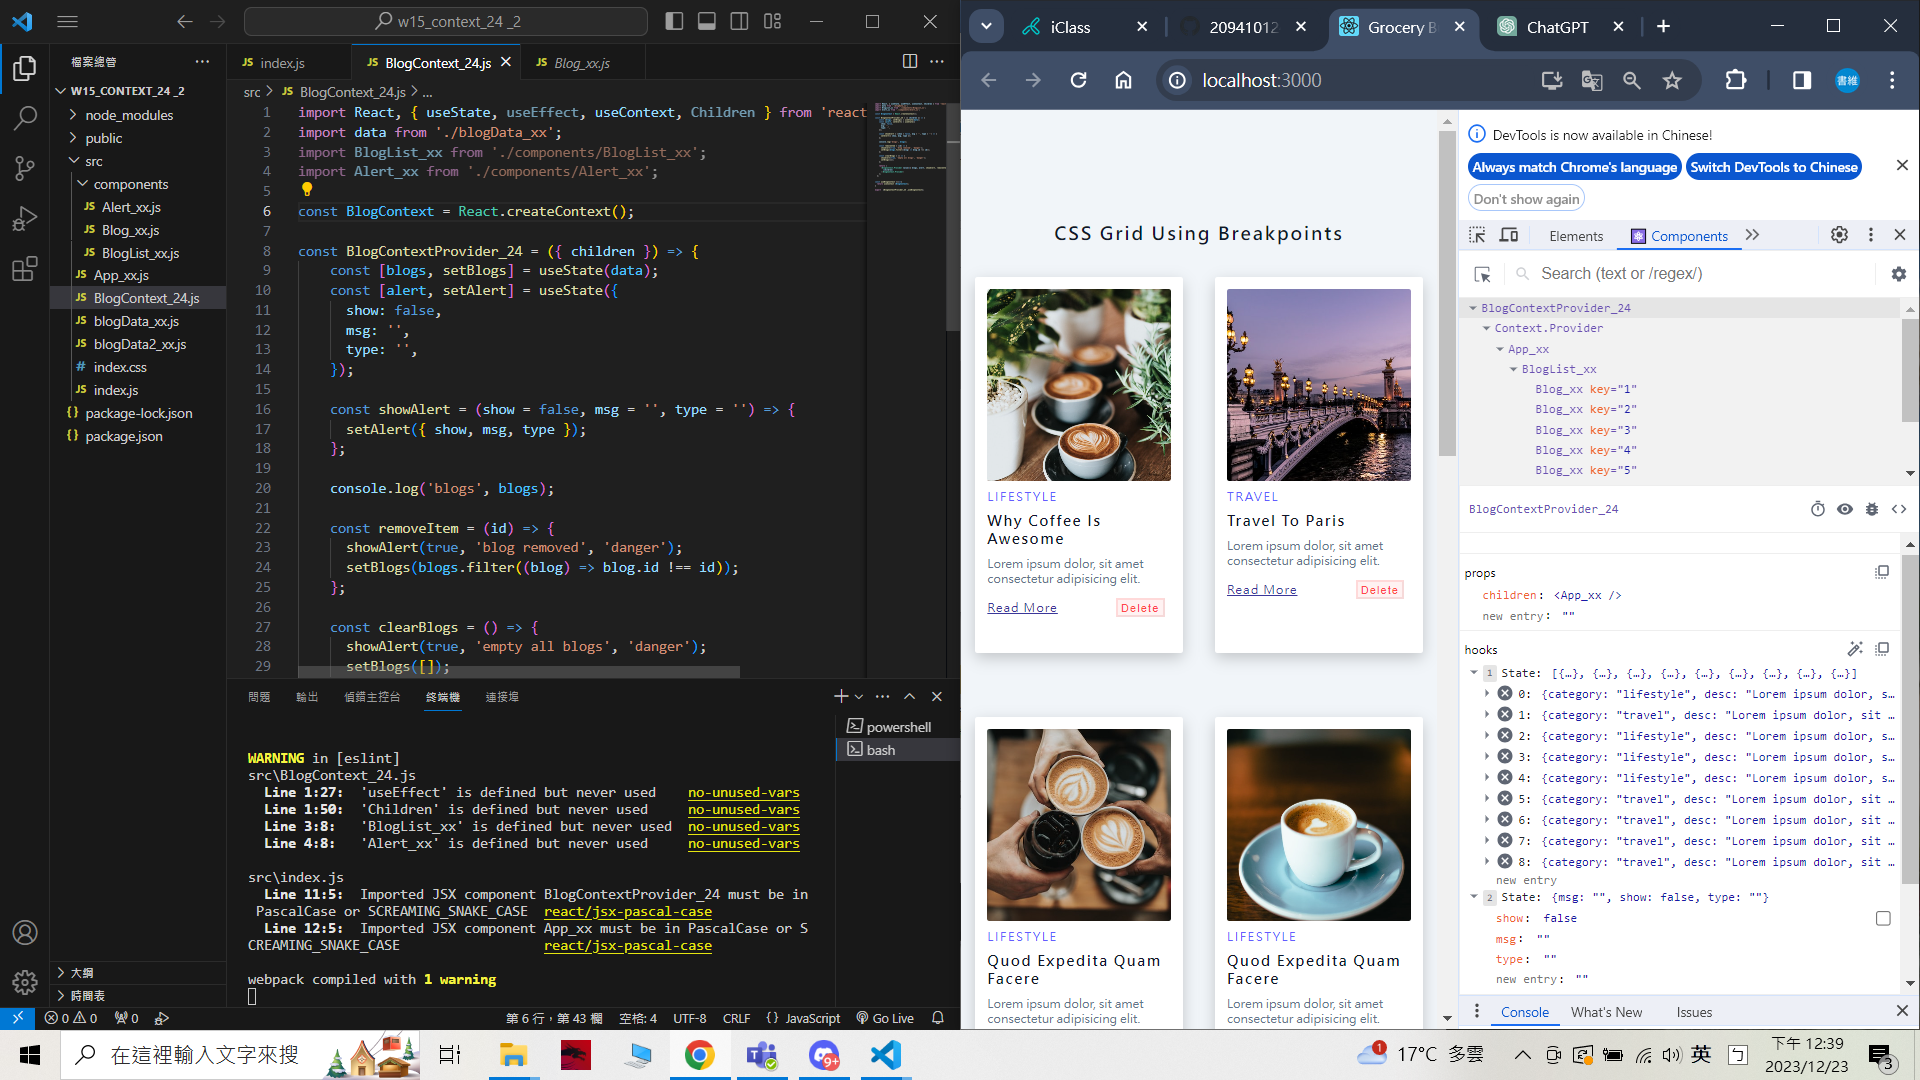 w15_context_24 _2
檔案總管
W15_CONTEXT_24 _2
node_modules
public
src
components
JS Alert_xx.js
JS Blog_xx.js
JS BlogList_xx.js
JS App_xx.js
JS BlogContext_24.js
JS blogData_xx.js
JS blogData2_xx.js
# index.css
JS index.js
{} package-lock.json
{} package.json
大綱
時間表
JS index.js
JS BlogContext_24.js
JS Blog_xx.js
src > JS BlogContext_24.js > ...
1 import React, { useState, useEffect, useContext, Children } from 'react
2 import data from './blogData_xx';
3 import BlogList_xx from './components/BlogList_xx';
4 import Alert_xx from './components/Alert_xx';
5
6 const BlogContext = React.createContext();
7
8 const BlogContextProvider_24 = ({ children }) => {
9 const [blogs, setBlogs] = useState(data);
10 const [alert, setAlert] = useState({
11 show: false,
12 msg: '',
13 type: '',
14 });
15
16 const showAlert = (show = false, msg = '', type = '') => {
17 setAlert({ show, msg, type });
18 };
19
20 console.log('blogs', blogs);
21
22 const removeItem = (id) => {
23 showAlert(true, 'blog removed', 'danger');
24 setBlogs(blogs.filter((blog) => blog.id !== id));
25 };
26
27 const clearBlogs = () => {
28 showAlert(true, 'empty all blogs', 'danger');
29 setBlogs([]);
問題 輸出 偵錯主控台 終端機 連接埠
powershell
bash
WARNING in [eslint]
src\BlogContext_24.js
Line 1:27: 'useEffect' is defined but never used no-unused-vars
Line 1:50: 'Children' is defined but never used no-unused-vars
Line 3:8: 'BlogList_xx' is defined but never used no-unused-vars
Line 4:8: 'Alert_xx' is defined but never used no-unused-vars
src\index.js
Line 11:5: Imported JSX component BlogContextProvider_24 must be in
PascalCase or SCREAMING_SNAKE_CASE react/jsx-pascal-case
Line 12:5: Imported JSX component App_xx must be in PascalCase or S
CREAMING_SNAKE_CASE react/jsx-pascal-case
webpack compiled with 1 warning
0 0 0 第 6 行，第 43 欄 空格: 4 UTF-8 CRLF {} JavaScript Go Live
iClass
20941012
Grocery B
ChatGPT
localhost:3000
書維
CSS Grid Using Breakpoints
LIFESTYLE
Why Coffee Is
Awesome
Lorem ipsum dolor, sit amet
consectetur adipisicing elit.
Read More Delete
TRAVEL
Travel To Paris
Lorem ipsum dolor, sit amet
consectetur adipisicing elit.
Read More Delete
LIFESTYLE
Quod Expedita Quam
Facere
Lorem ipsum dolor, sit amet
consectetur adipisicing elit.
LIFESTYLE
Quod Expedita Quam
Facere
Lorem ipsum dolor, sit amet
consectetur adipisicing elit.
DevTools is now available in Chinese!
Always match Chrome's language
Switch DevTools to Chinese
Don't show again
Elements Components
Search (text or /regex/)
BlogContextProvider_24
Context.Provider
App_xx
BlogList_xx
Blog_xx key="1"
Blog_xx key="2"
Blog_xx key="3"
Blog_xx key="4"
Blog_xx key="5"
BlogContextProvider_24
props
children: <App_xx />
new entry: ""
hooks
1 State: [{…}, {…}, {…}, {…}, {…}, {…}, {…}, {…}, {…}]
0: {category: "lifestyle", desc: "Lorem ipsum dolor, s…
1: {category: "travel", desc: "Lorem ipsum dolor, sit …
2: {category: "lifestyle", desc: "Lorem ipsum dolor, s…
3: {category: "lifestyle", desc: "Lorem ipsum dolor, s…
4: {category: "lifestyle", desc: "Lorem ipsum dolor, s…
5: {category: "travel", desc: "Lorem ipsum dolor, sit …
6: {category: "travel", desc: "Lorem ipsum dolor, sit …
7: {category: "travel", desc: "Lorem ipsum dolor, sit …
8: {category: "travel", desc: "Lorem ipsum dolor, sit …
new entry
2 State: {msg: "", show: false, type: ""}
show: false
msg: ""
type: ""
new entry: ""
Console What's New Issues
在這裡輸入文字來搜
9+
1
17°C 多雲
英
ㄅ
下午 12:39
2023/12/23
3